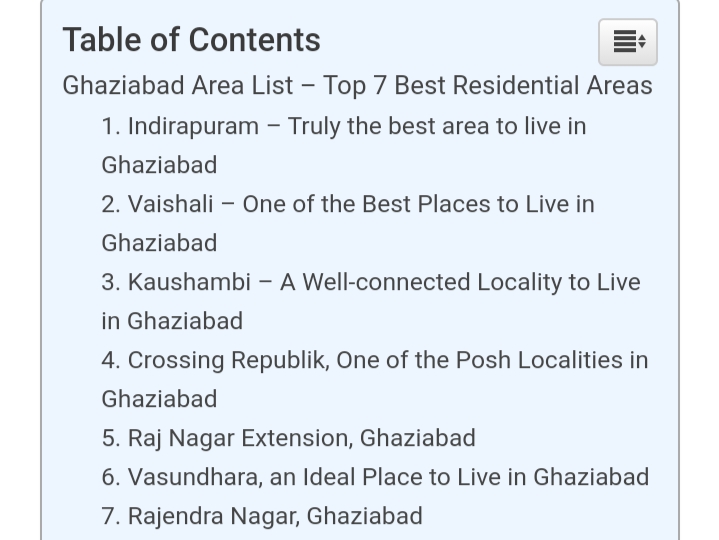 Table of Contents
Ghaziabad Area List – Top 7 Best Residential Areas
1. Indirapuram – Truly the best area to live in
Ghaziabad
2. Vaishali – One of the Best Places to Live in
Ghaziabad
3. Kaushambi – A Well-connected Locality to Live
in Ghaziabad
4. Crossing Republik, One of the Posh Localities in
Ghaziabad
5. Raj Nagar Extension, Ghaziabad
6. Vasundhara, an Ideal Place to Live in Ghaziabad
7. Rajendra Nagar, Ghaziabad